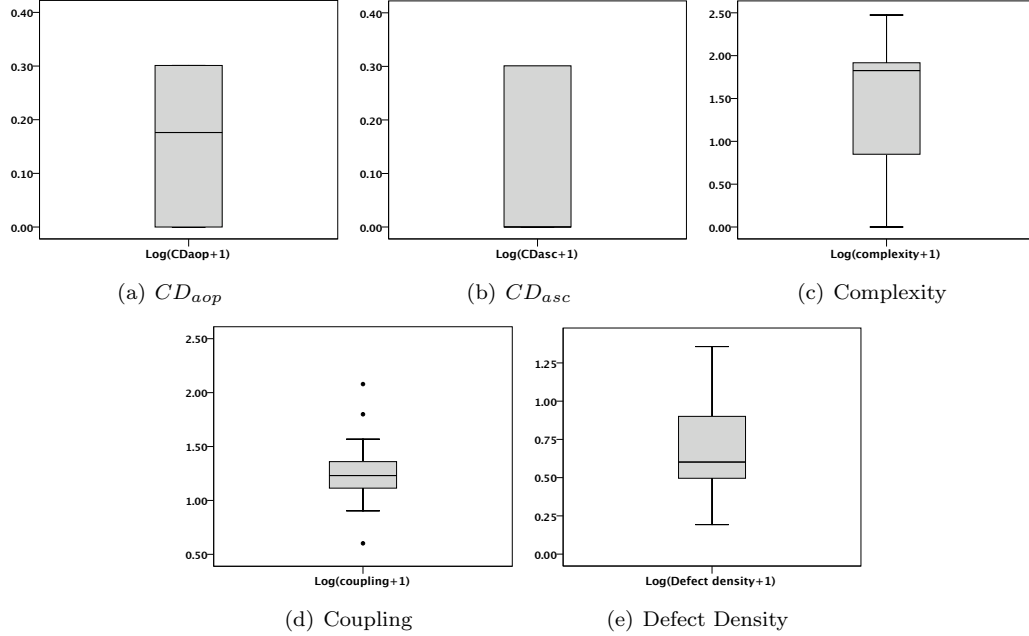 0.40
0.30
0.20
0.10
0.00
Log(CDaop+1)
(a) CD_aop
0.40
0.30
0.20
0.10
0.00
Log(CDasc+1)
(b) CD_asc
2.50
2.00
1.50
1.00
0.50
0.00
Log(complexity+1)
(c) Complexity
2.50
2.00
1.50
1.00
0.50
Log(coupling+1)
(d) Coupling
1.25
1.00
0.75
0.50
0.25
0.00
Log(Defect density+1)
(e) Defect Density